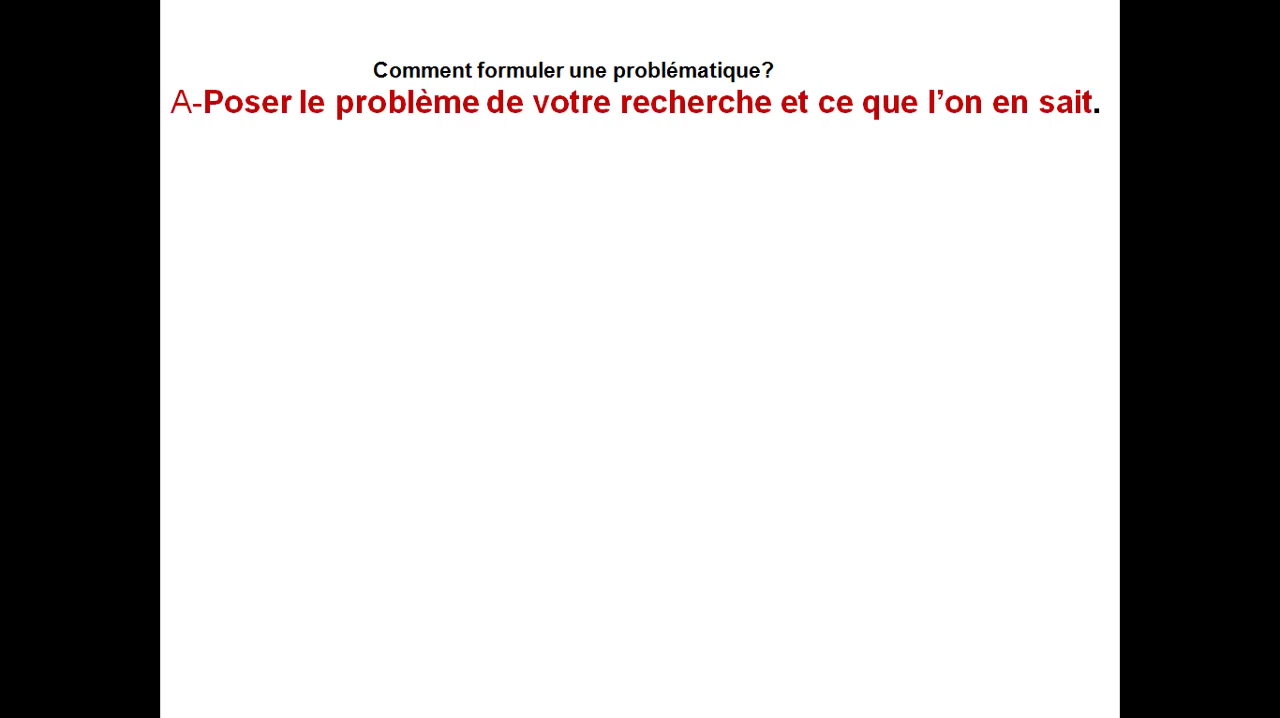 Comment formuler une problématique?
A-Poser le problème de votre recherche et ce que l’on en sait.